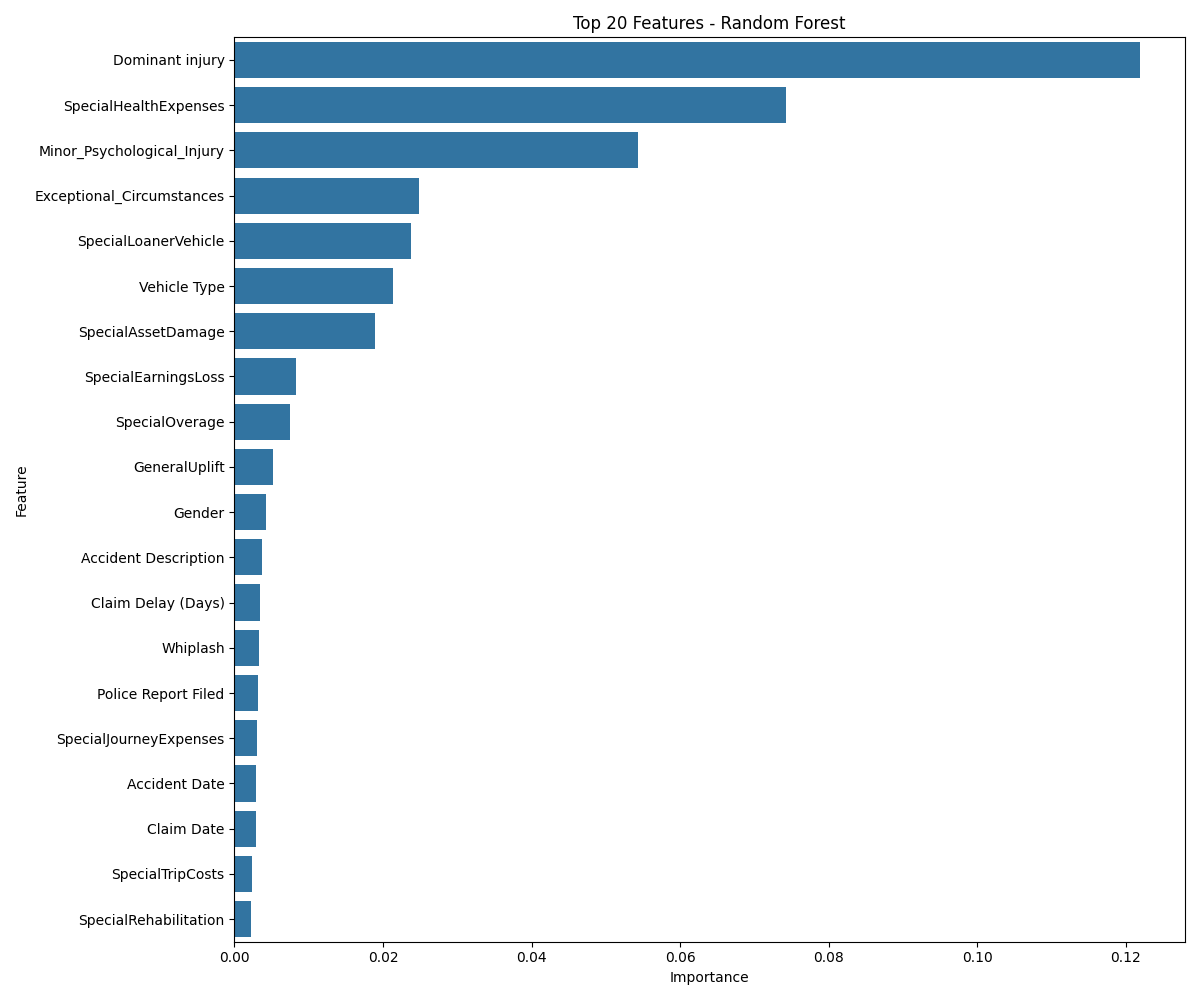 Top 20 Features - Random Forest
Feature
Dominant injury
SpecialHealthExpenses
Minor_Psychological_Injury
Exceptional_Circumstances
SpecialLoanerVehicle
Vehicle Type
SpecialAssetDamage
SpecialEarningsLoss
SpecialOverage
GeneralUplift
Gender
Accident Description
Claim Delay (Days)
Whiplash
Police Report Filed
SpecialJourneyExpenses
Accident Date
Claim Date
SpecialTripCosts
SpecialRehabilitation
0.00 0.02 0.04 0.06 0.08 0.10 0.12
Importance